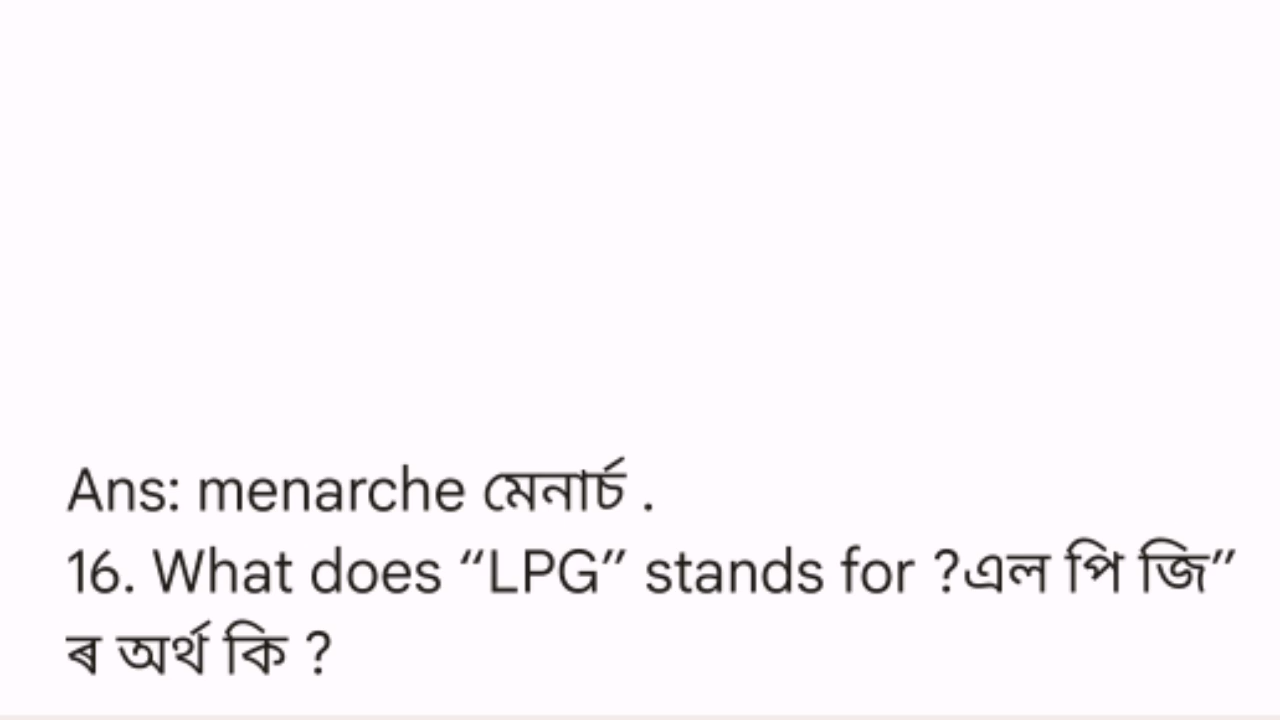 Ans: menarche মেনাৰ্চ .
16. What does “LPG” stands for ?এল পি জি”
ৰ অৰ্থ কি ?